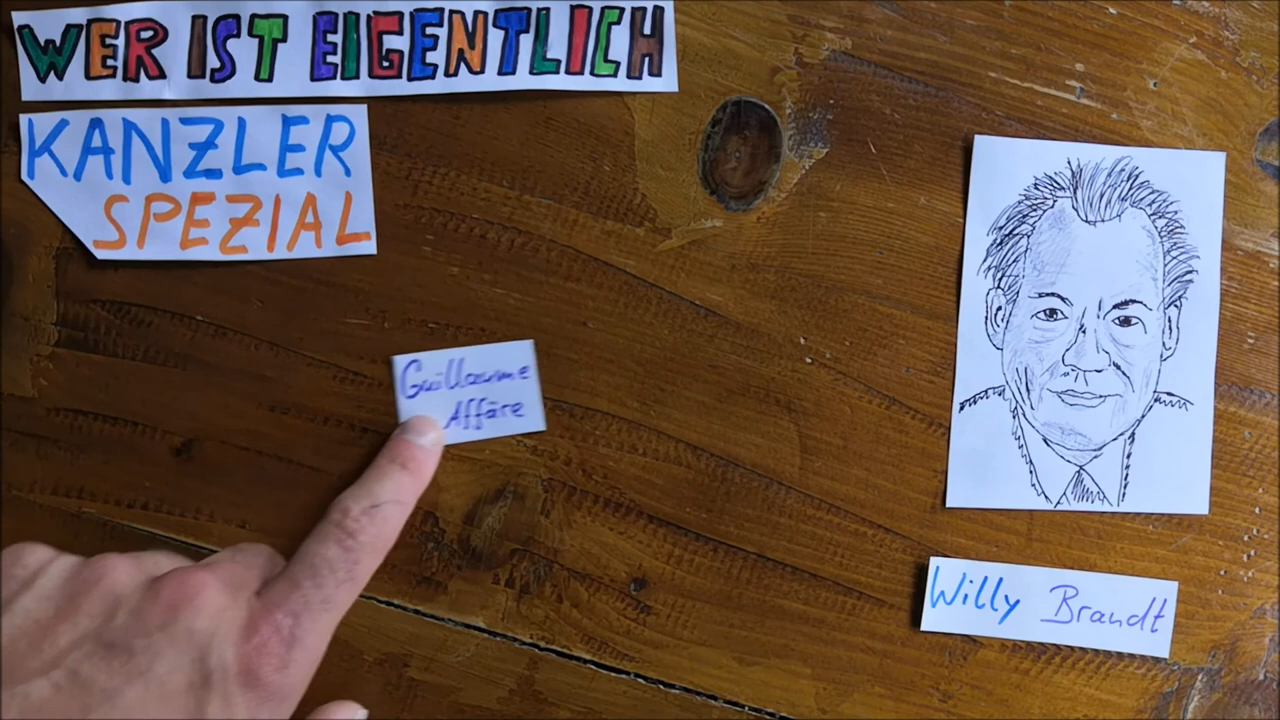 WER IST EIGENTLICH
KANZLER
SPEZIAL
Guillaume
Affäre
Willy Brandt